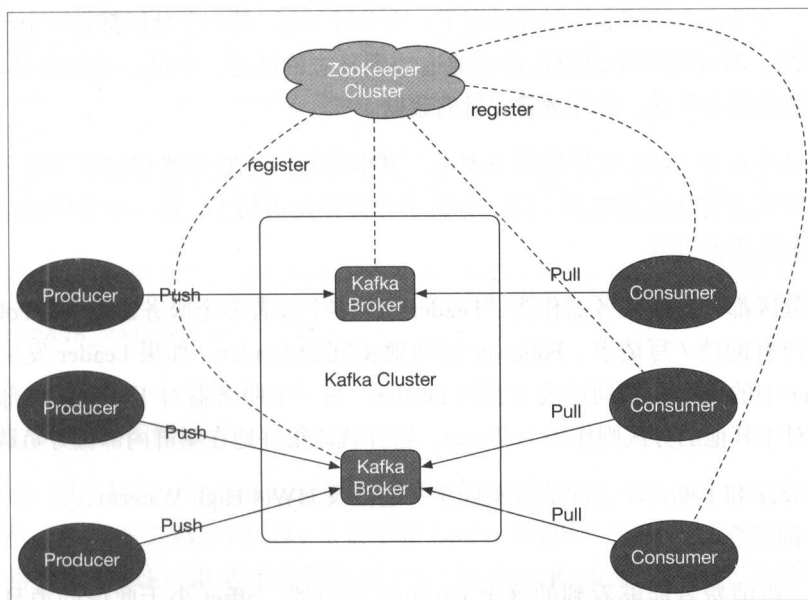 ZooKeeper
Cluster
register
register
Producer
Push
Kafka
Broker
Pull
Consumer
Kafka Cluster
Producer
Push
Kafka
Broker
Pull
Consumer
Producer
Push
Pull
Consumer